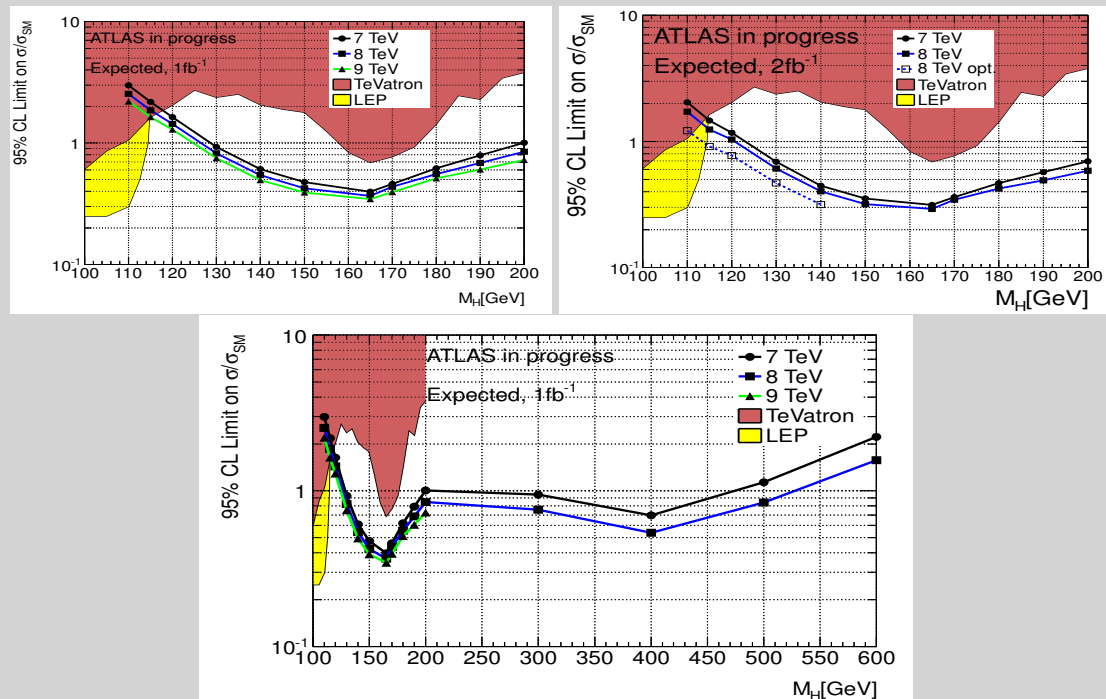 95% CL Limit on σ/σSM
10
1
10-1
ATLAS in progress
Expected, 1fb-1
7 TeV
8 TeV
9 TeV
TeVatron
LEP
100 110 120 130 140 150 160 170 180 190 200
MH[GeV]
95% CL Limit on σ/σSM
10
1
10-1
ATLAS in progress
Expected, 2fb-1
7 TeV
8 TeV
8 TeV opt.
TeVatron
LEP
100 110 120 130 140 150 160 170 180 190 200
MH[GeV]
95% CL Limit on σ/σSM
10
1
10-1
ATLAS in progress
Expected, 1fb-1
7 TeV
8 TeV
9 TeV
TeVatron
LEP
100 150 200 250 300 350 400 450 500 550 600
MH[GeV]